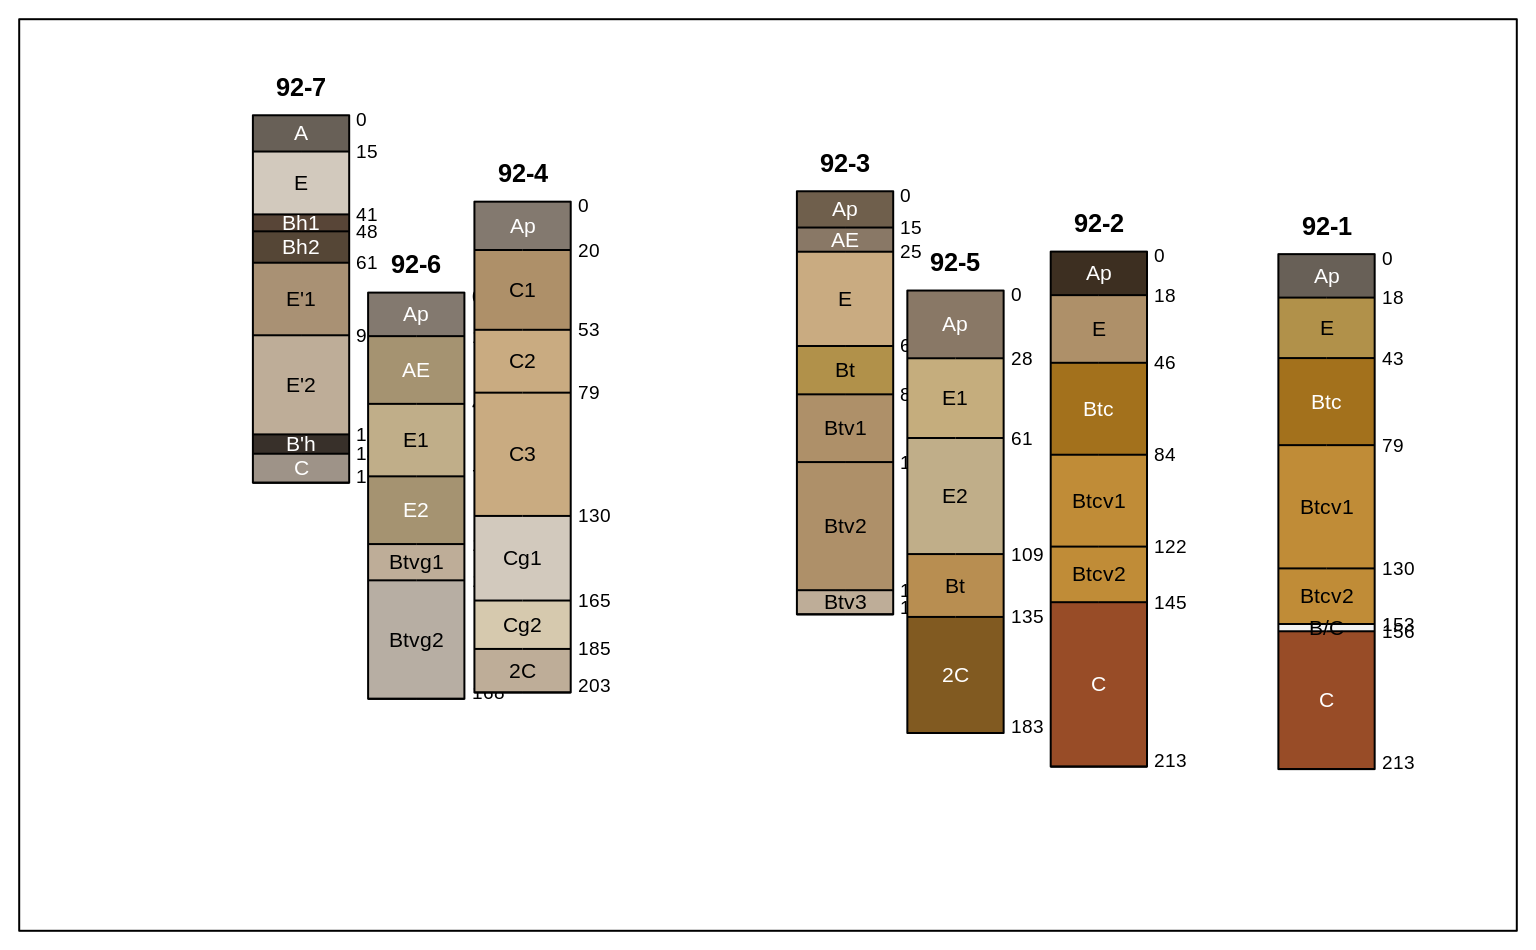 92-7
A
E
Bh1
Bh2
E'1
E'2
B'h
C
0
15
41
48
61
92-6
Ap
AE
E1
E2
Btvg1
Btvg2
92-4
Ap
C1
C2
C3
Cg1
Cg2
2C
0
20
53
79
130
165
185
203
92-3
Ap
AE
E
Bt
Btv1
Btv2
Btv3
0
15
25
92-5
Ap
E1
E2
Bt
2C
0
28
61
109
135
183
92-2
Ap
E
Btc
Btcv1
Btcv2
C
0
18
46
84
122
145
213
92-1
Ap
E
Btc
Btcv1
Btcv2
B/C
C
0
18
43
79
130
153
156
213